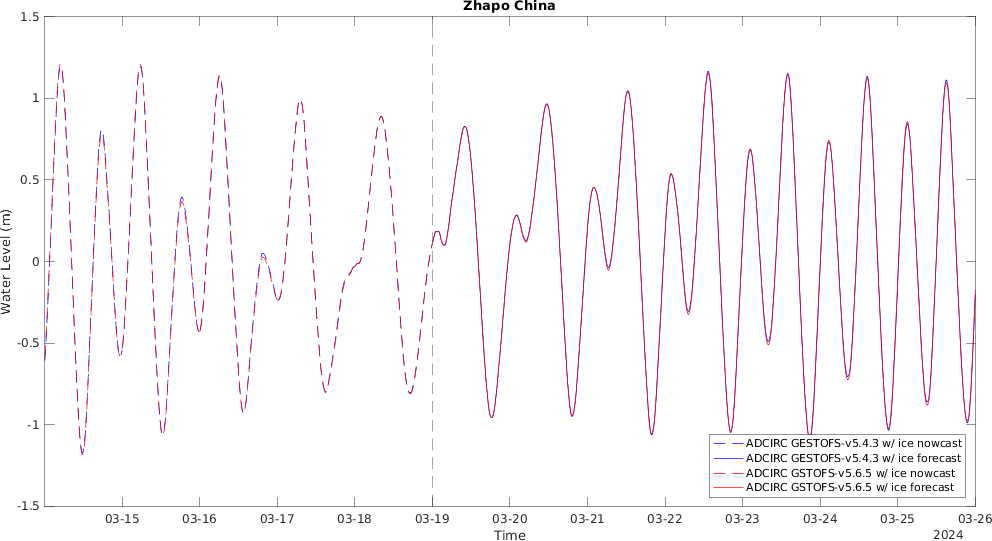 Zhapo China
1.5
1
0.5
0
-0.5
-1
-1.5
Water Level (m)
03-15 03-16 03-17 03-18 03-19 03-20 03-21 03-22 03-23 03-24 03-25 03-26
Time
2024
ADCIRC GESTOFS-v5.4.3 w/ ice nowcast
ADCIRC GESTOFS-v5.4.3 w/ ice forecast
ADCIRC GSTOFS-v5.6.5 w/ ice nowcast
ADCIRC GSTOFS-v5.6.5 w/ ice forecast